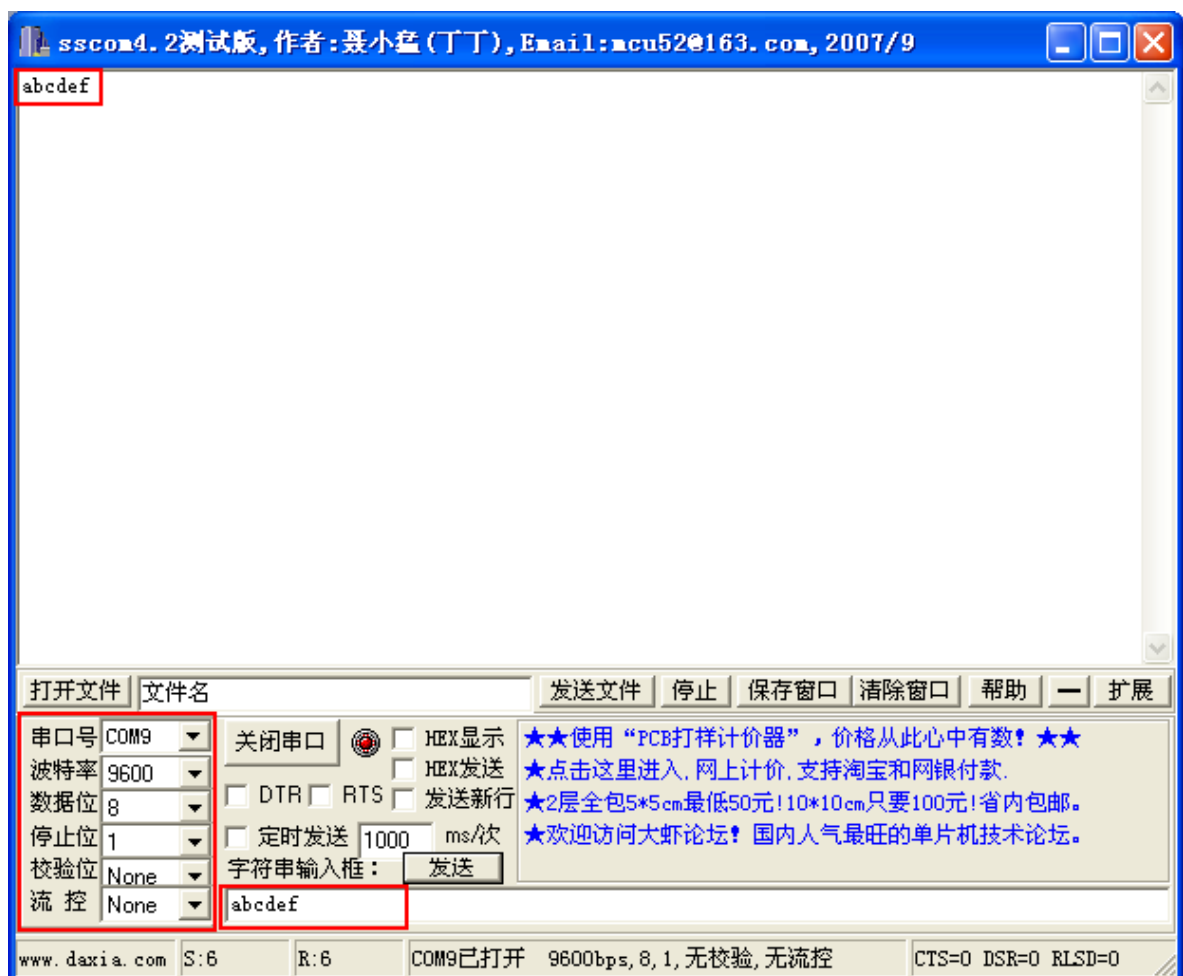 sscom4.2测试版,作者:聂小猛(丁丁),Email:mcu52@163.com,2007/9
abcdef
打开文件 文件名 发送文件 停止 保存窗口 清除窗口 帮助 — 扩展
串口号 COM9 关闭串口 HEX显示 ★★使用“PCB打样计价器”,价格从此心中有数!★★
波特率 9600 HEX发送 ★点击这里进入,网上计价,支持淘宝和网银付款.
数据位 8 DTR RTS 发送新行 ★2层全包5*5cm最低50元!10*10cm只要100元!省内包邮。
停止位 1 定时发送 1000 ms/次 ★欢迎访问大虾论坛!国内人气最旺的单片机技术论坛。
校验位 None 字符串输入框: 发送
流 控 None abcdef
www.daxia.com S:6 R:6 COM9已打开 9600bps,8,1,无校验,无流控 CTS=0 DSR=0 RLSD=0